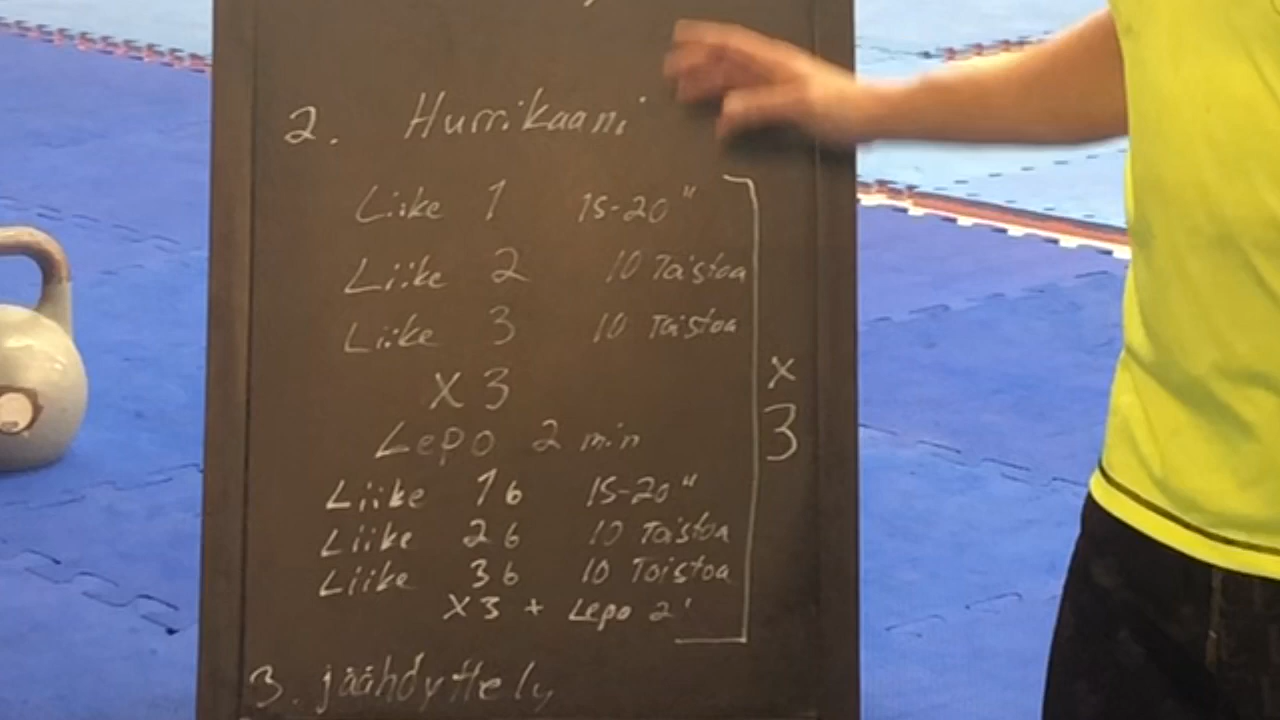 2. Hurrikaani
Liike 1 15-20"
Liike 2 10 Toistoa
Liike 3 10 Toistoa
X 3
Lepo 2 min
Liike 1b 15-20"
Liike 2b 10 Toistoa
Liike 3b 10 Toistoa
X3 + Lepo 2'
x 3
3. jäähdyttely